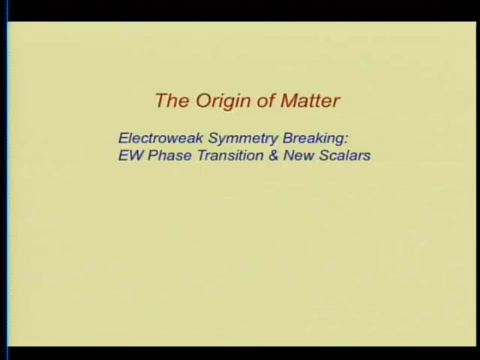 The Origin of Matter
Electroweak Symmetry Breaking:
EW Phase Transition & New Scalars